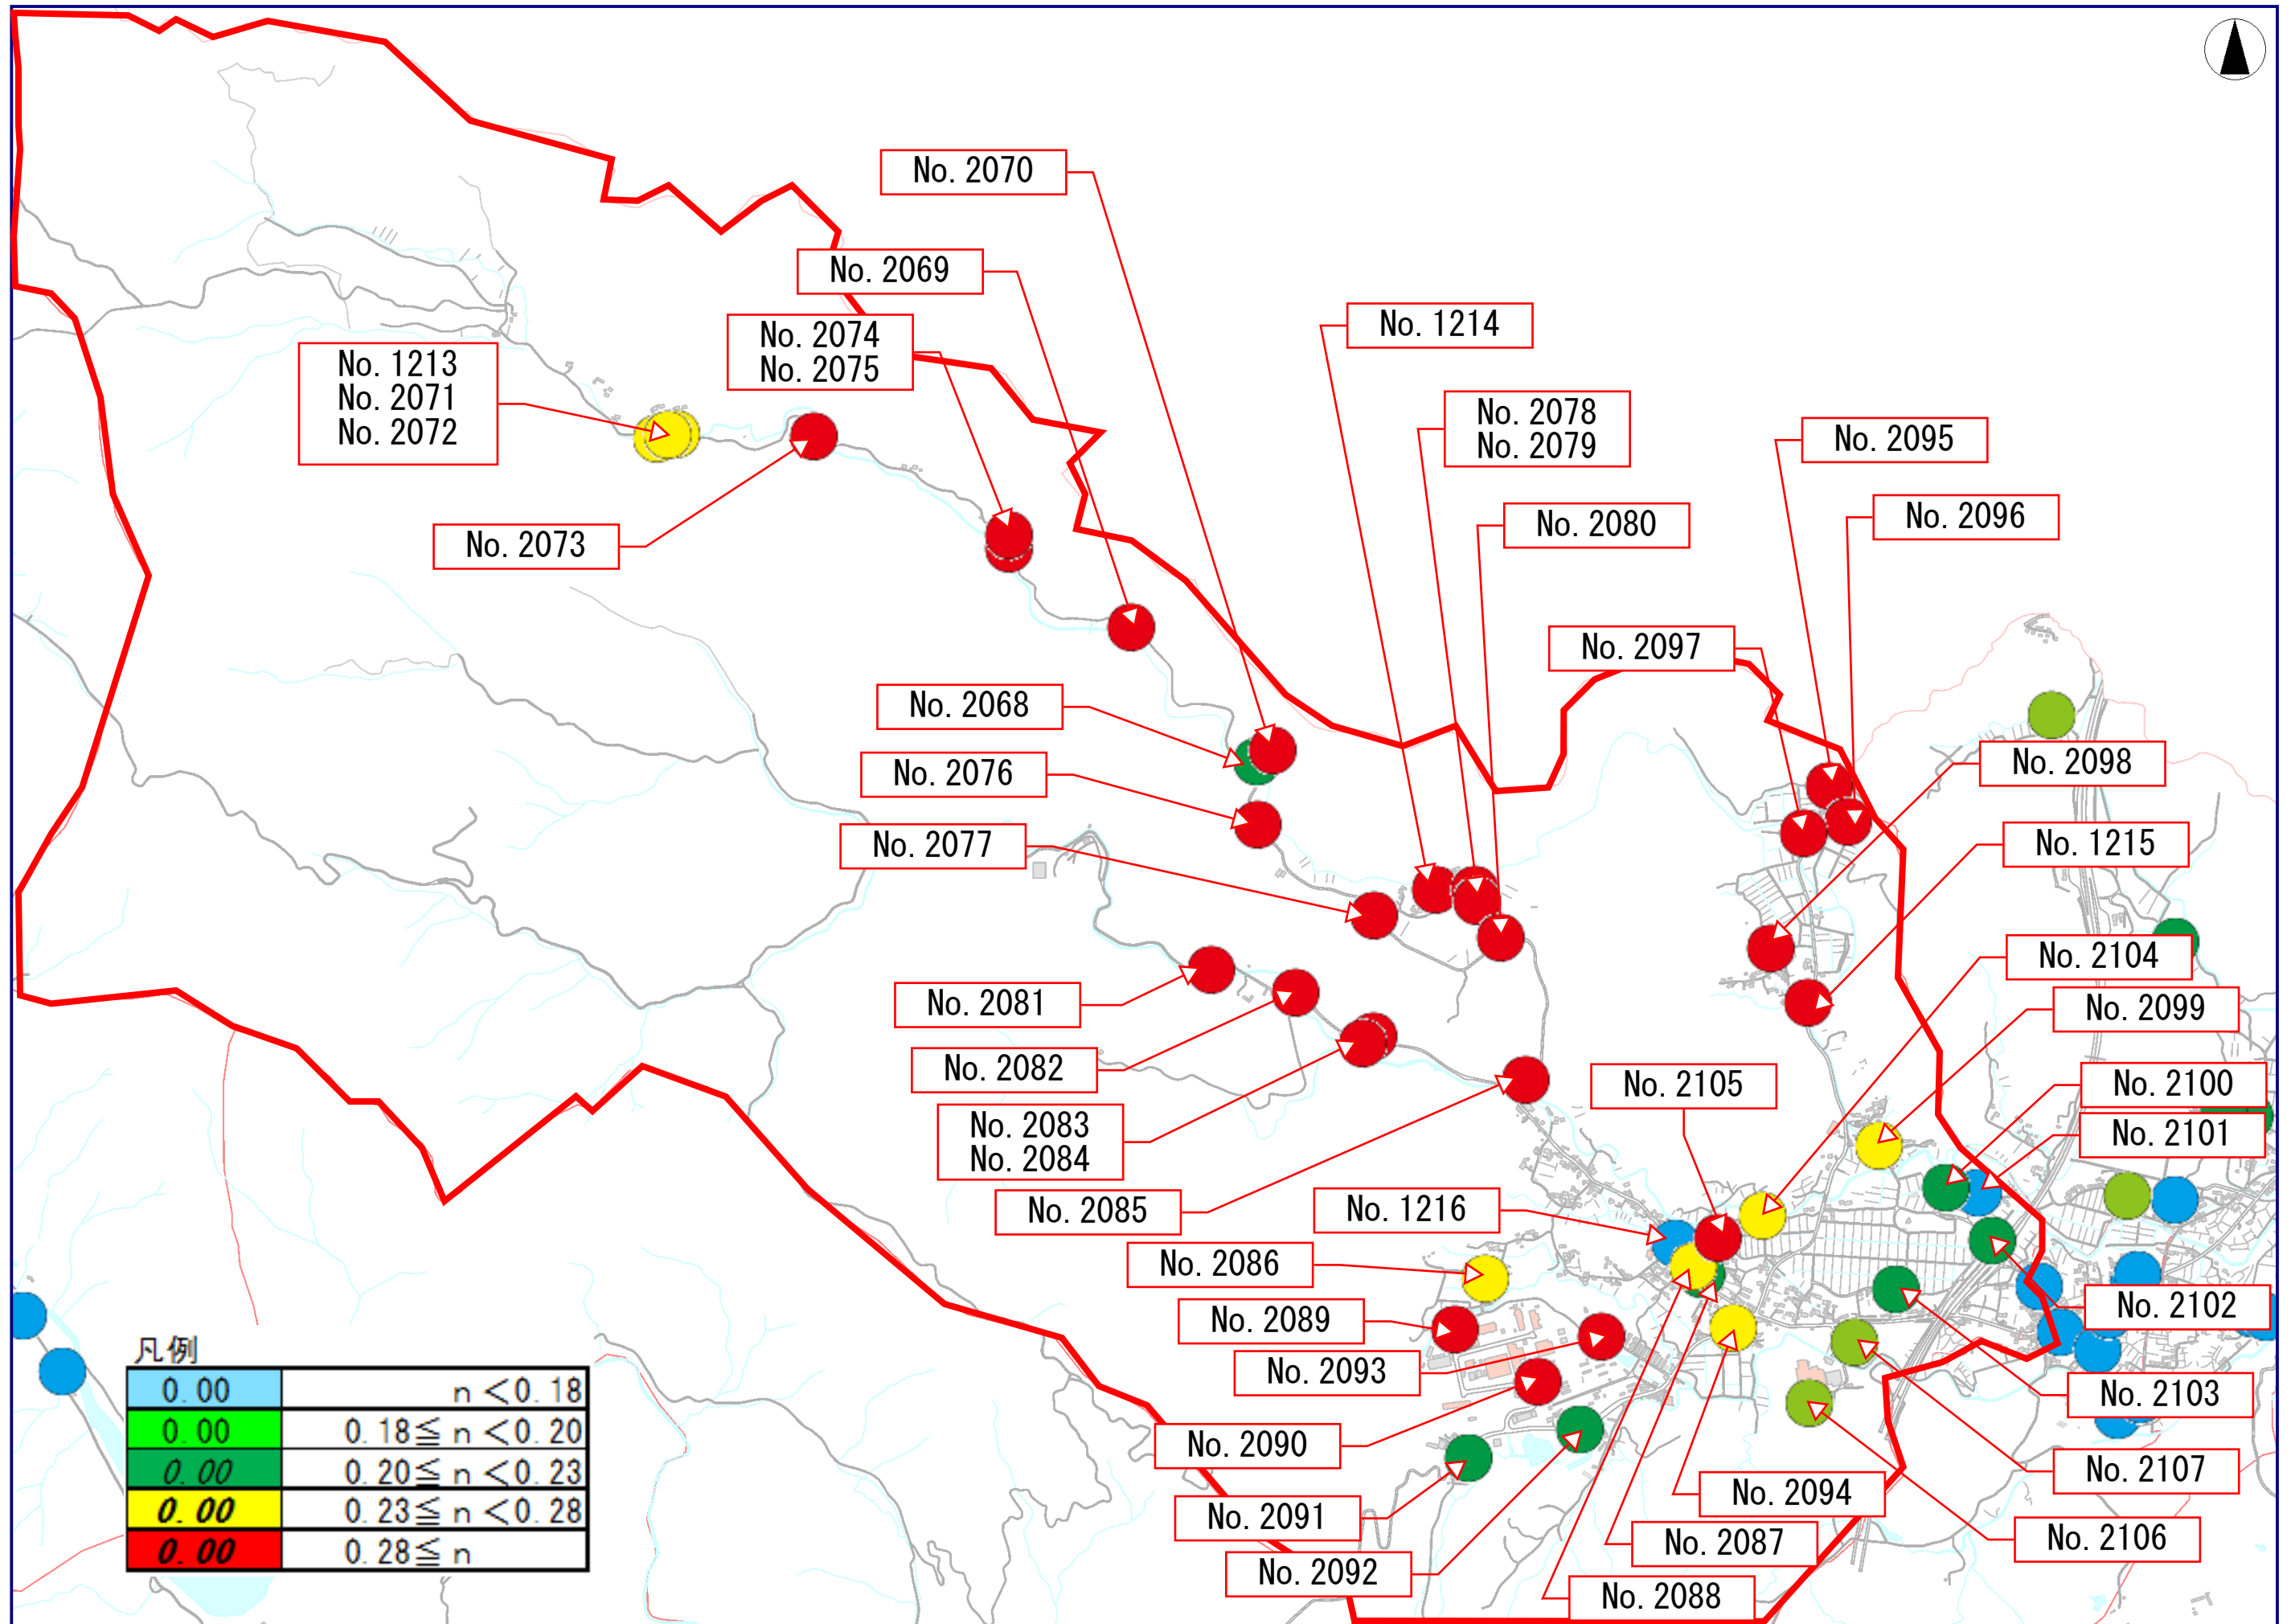 No. 2070
No. 2069
No. 2074
No. 2075
No. 1214
No. 1213
No. 2071
No. 2072
No. 2078
No. 2079
No. 2095
No. 2096
No. 2080
No. 2073
No. 2097
No. 2068
No. 2076
No. 2098
No. 2077
No. 1215
No. 2104
No. 2081
No. 2099
No. 2082
No. 2105
No. 2100
No. 2083
No. 2084
No. 2101
No. 2085
No. 1216
No. 2086
No. 2102
No. 2089
No. 2093
No. 2103
No. 2090
No. 2107
No. 2094
No. 2091
No. 2106
No. 2087
No. 2092
No. 2088
凡例
0.00 n <0.18
0.00 0.18≦ n <0.20
0.00 0.20≦ n <0.23
0.00 0.23≦ n <0.28
0.00 0.28≦ n